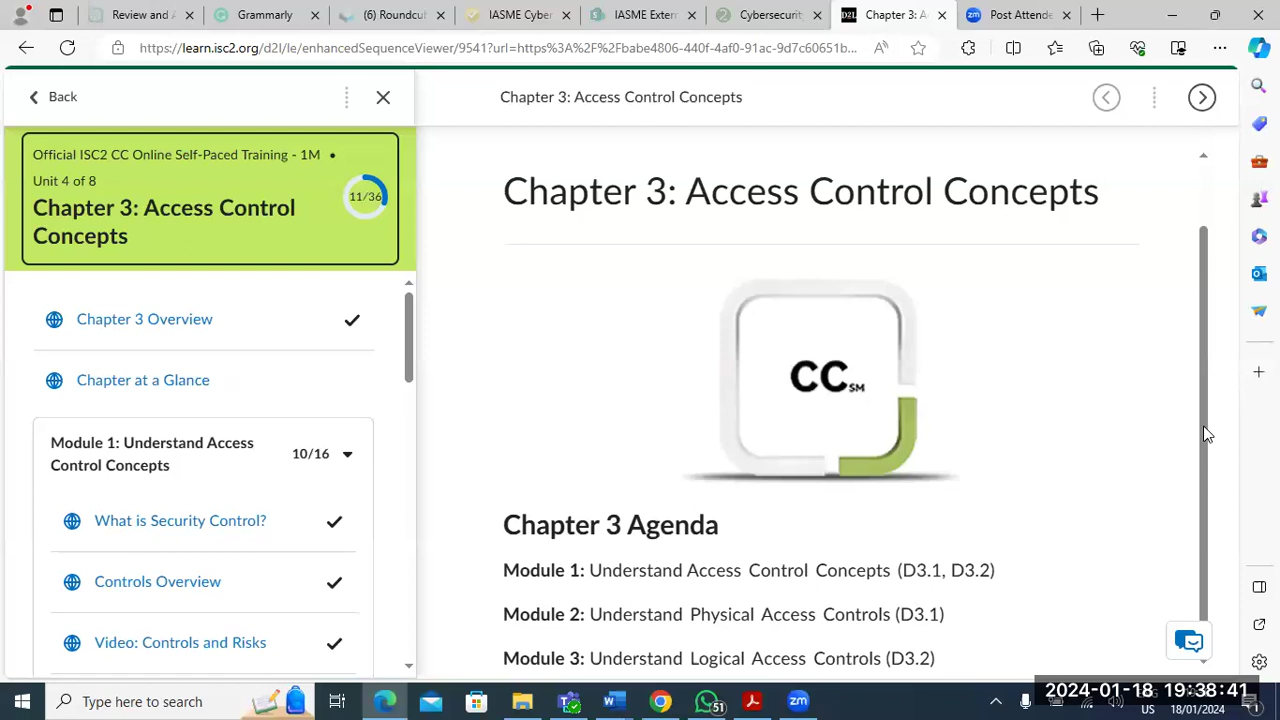 Review and A
Grammarly
(6) Roundcu
IASME Cyber
IASME Exter
Cybersecurity
D2L
Chapter 3: A
Post Attende
https://learn.isc2.org/d2l/le/enhancedSequenceViewer/9541?url=https%3A%2F%2Fbabe4806-440f-4af0-91ac-9d7c60651b...
Back
Chapter 3: Access Control Concepts
Official ISC2 CC Online Self-Paced Training - 1M •
Unit 4 of 8
Chapter 3: Access Control
Concepts
11/36
Chapter 3 Overview
Chapter at a Glance
Module 1: Understand Access
Control Concepts
10/16
What is Security Control?
Controls Overview
Video: Controls and Risks
Chapter 3: Access Control Concepts
CC SM
Chapter 3 Agenda
Module 1: Understand Access Control Concepts (D3.1, D3.2)
Module 2: Understand Physical Access Controls (D3.1)
Module 3: Understand Logical Access Controls (D3.2)
Type here to search
51
2024-01-18 19:38:41
US
18/01/2024